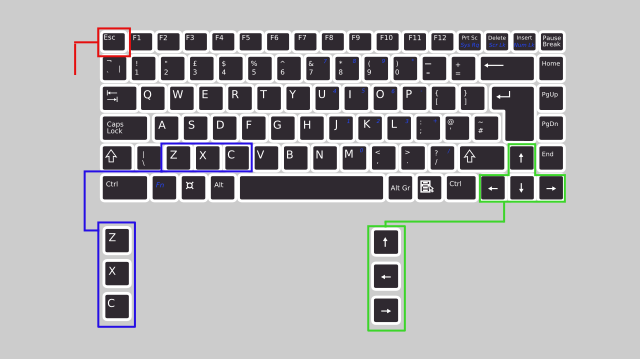 Esc F1 F2 F3 F4 F5 F6 F7 F8 F9 F10 F11 F12 Prt Sc Delete Insert Pause Break
! 1 " 2 £ 3 $ 4 % 5 ^ 6 & 7 * 8 ( 9 ) 0 _ - + = Home
Q W E R T Y U I O P { [ } ] PgUp
Caps Lock A S D F G H J K L : ; @ ' ~ # PgDn
| \ Z X C V B N M < , > . ? / End
Ctrl Fn Alt Alt Gr Ctrl
Z
X
C